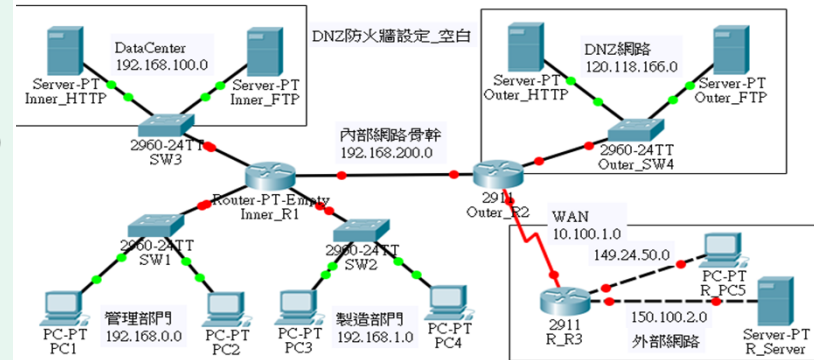 DNZ防火牆設定_空白
DataCenter
192.168.100.0
Server-PT
Inner_HTTP
Server-PT
Inner_FTP
2960-24TT
SW3
DNZ網路
120.118.166.0
Server-PT
Outer_HTTP
Server-PT
Outer_FTP
2960-24TT
Outer_SW4
內部網路骨幹
192.168.200.0
Router-PT-Empty
Inner_R1
2911
Outer_R2
2960-24TT
SW1
2960-24TT
SW2
WAN
10.100.1.0
149.24.50.0
PC-PT
R_PC5
PC-PT
PC1
管理部門
192.168.0.0
PC-PT
PC2
PC-PT
PC3
製造部門
192.168.1.0
PC-PT
PC4
2911
R_R3
150.100.2.0
外部網路
Server-PT
R_Server